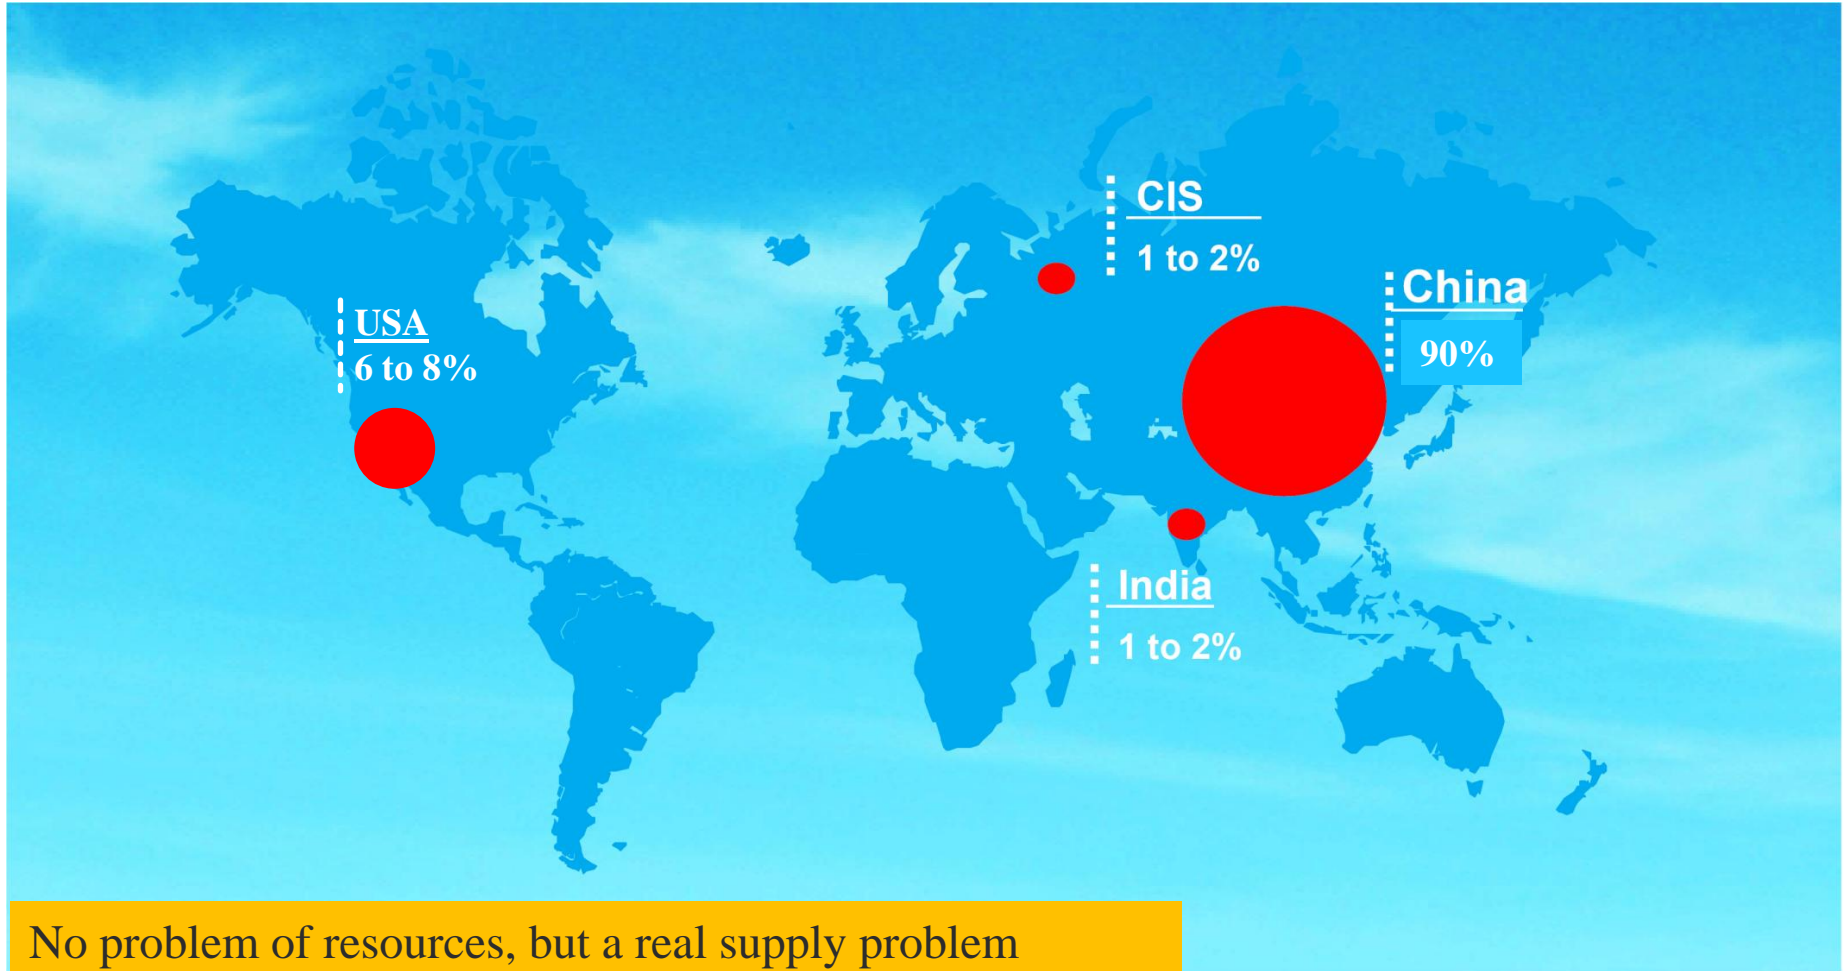 CIS
1 to 2%
China
90%
USA
6 to 8%
India
1 to 2%
No problem of resources, but a real supply problem